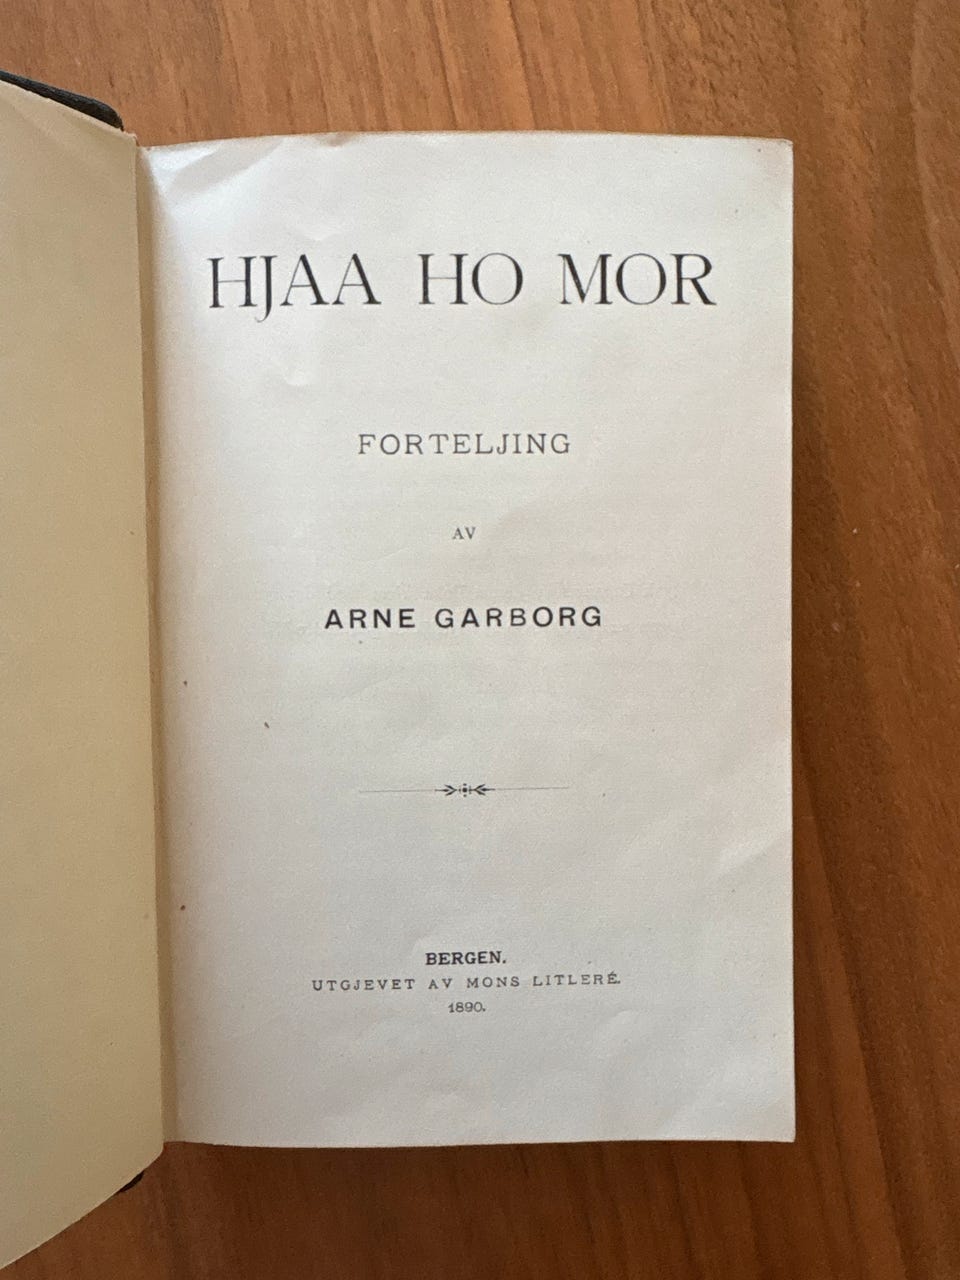 HJAA HO MOR
FORTELJING
AV
ARNE GARBORG
BERGEN.
UTGJEVET AV MONS LITLERÉ.
1890.